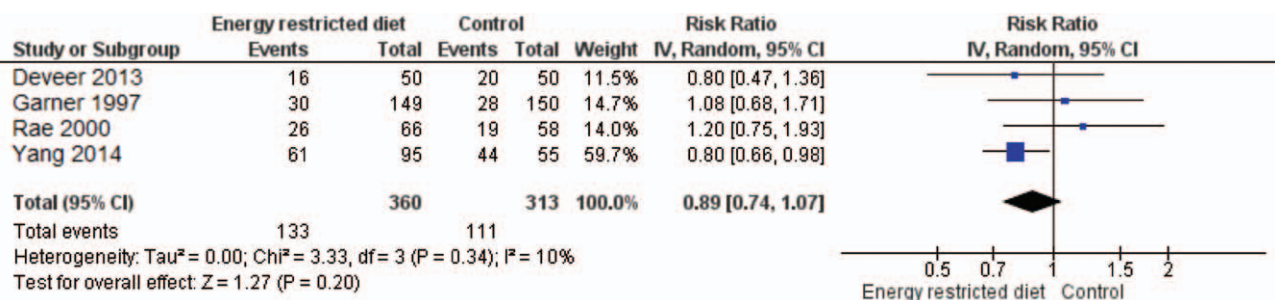 Energy restricted diet Control Risk Ratio Risk Ratio
Study or Subgroup Events Total Events Total Weight IV, Random, 95% CI IV, Random, 95% CI
Deveer 2013 16 50 20 50 11.5% 0.80 [0.47, 1.36]
Garner 1997 30 149 28 150 14.7% 1.08 [0.68, 1.71]
Rae 2000 26 66 19 58 14.0% 1.20 [0.75, 1.93]
Yang 2014 61 95 44 55 59.7% 0.80 [0.66, 0.98]
Total (95% CI) 360 313 100.0% 0.89 [0.74, 1.07]
Total events 133 111
Heterogeneity: Tau² = 0.00; Chi² = 3.33, df = 3 (P = 0.34); I² = 10%
Test for overall effect: Z = 1.27 (P = 0.20)
0.5 0.7 1 1.5 2
Energy restricted diet Control